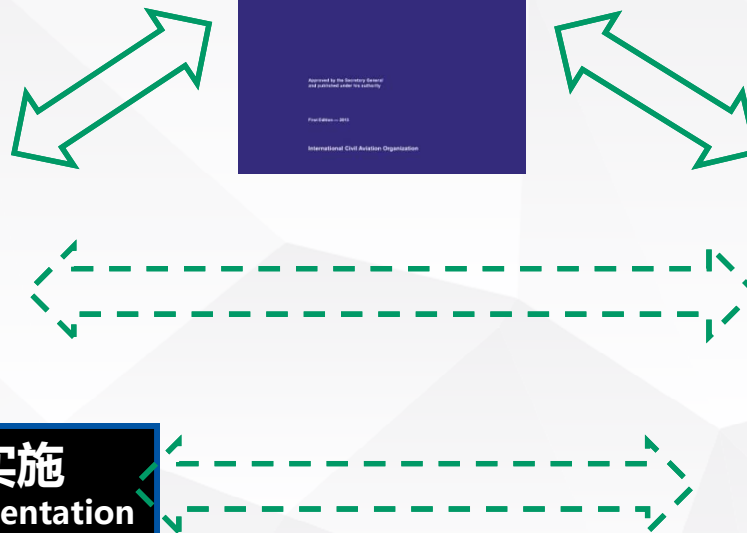 Approved by the Secretary General
and published under his authority
First Edition — 2013
International Civil Aviation Organization
实施
entation